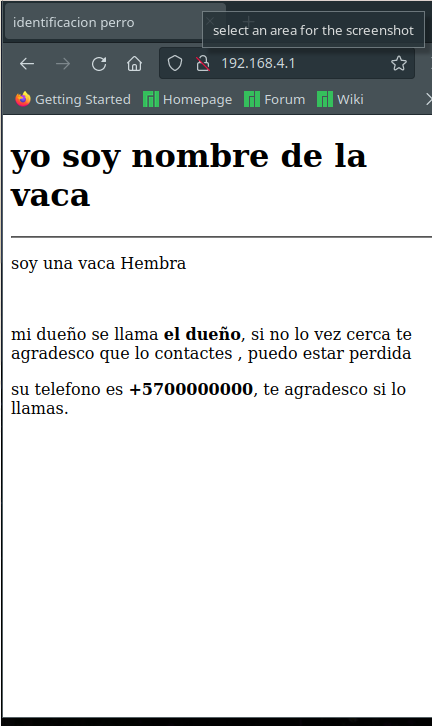 identificacion perro
select an area for the screenshot
192.168.4.1
Getting Started Homepage Forum Wiki
yo soy nombre de la
vaca
soy una vaca Hembra
mi dueño se llama el dueño, si no lo vez cerca te
agradesco que lo contactes , puedo estar perdida
su telefono es +5700000000, te agradesco si lo
llamas.